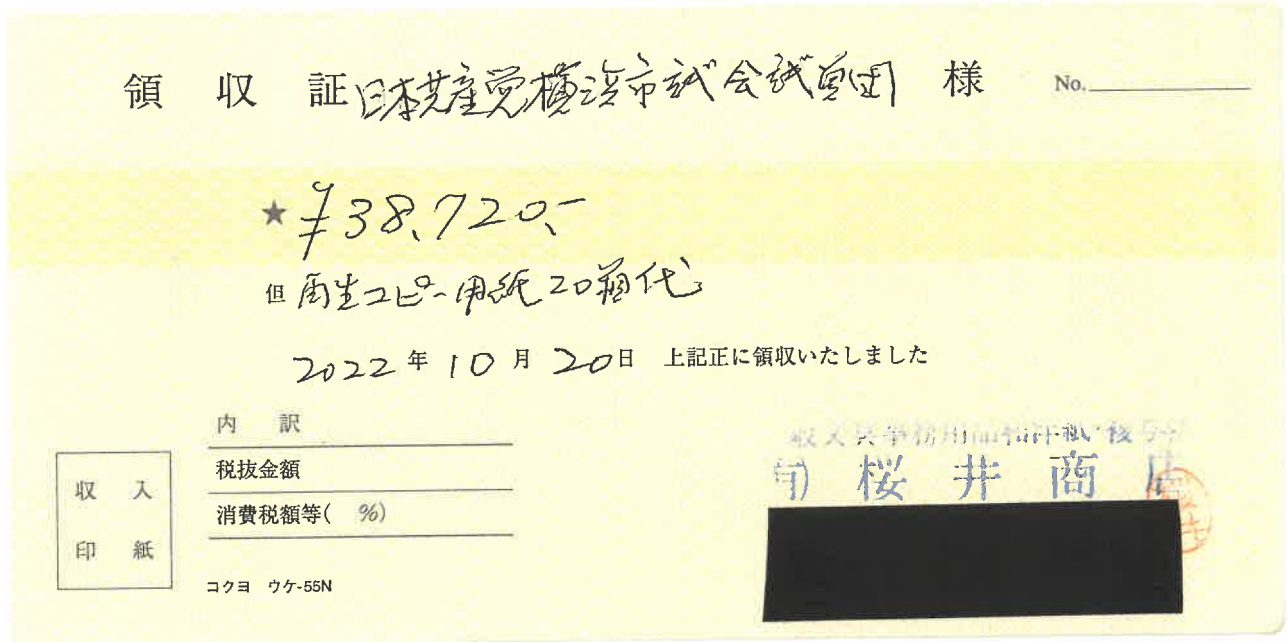 領収証 日本共産党横浜市議会議員団 様 No.
★ ¥38,720.-
但 再生コピー用紙20箱代
2022年10月20日 上記正に領収いたしました
内訳
税抜金額
消費税額等( %)
収入
印紙
コクヨ ウケ-55N
(有) 桜井商店